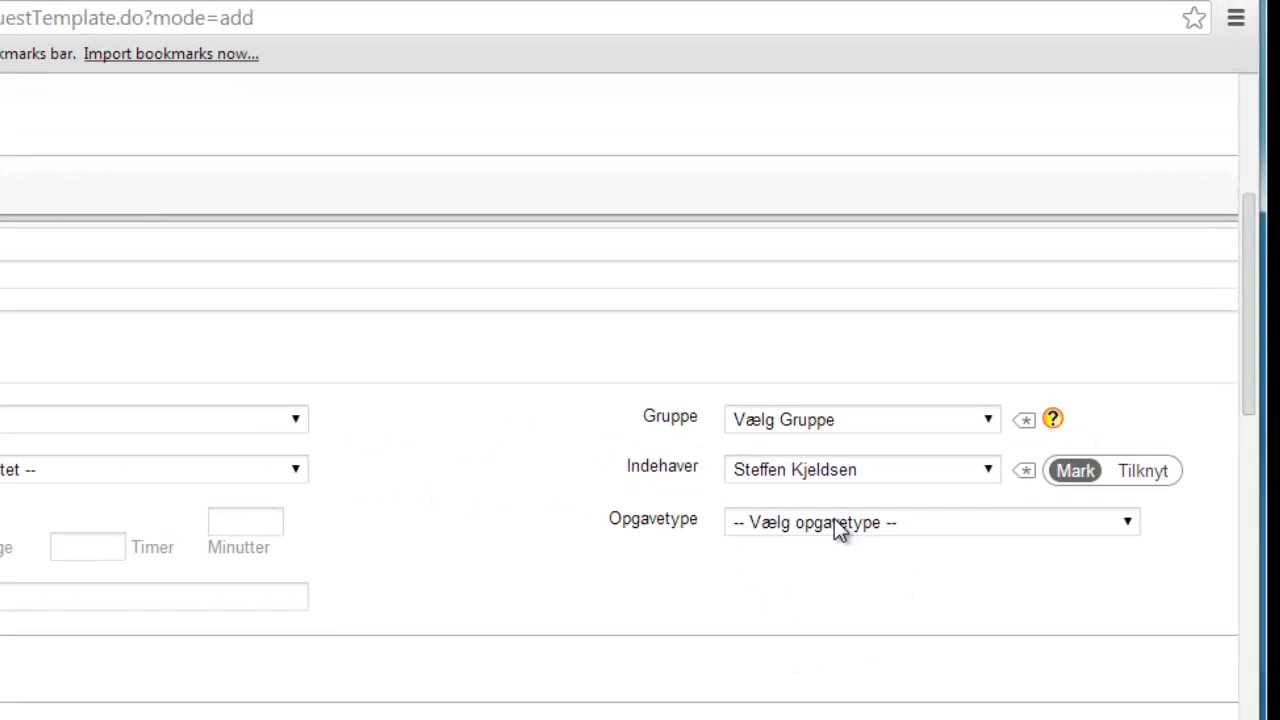 uestTemplate.do?mode=add
kmarks bar. Import bookmarks now...
Gruppe Vælg Gruppe ?
tet -- Indehaver Steffen Kjeldsen Mark Tilknyt
Opgavetype -- Vælg opgavetype --
ge Timer Minutter